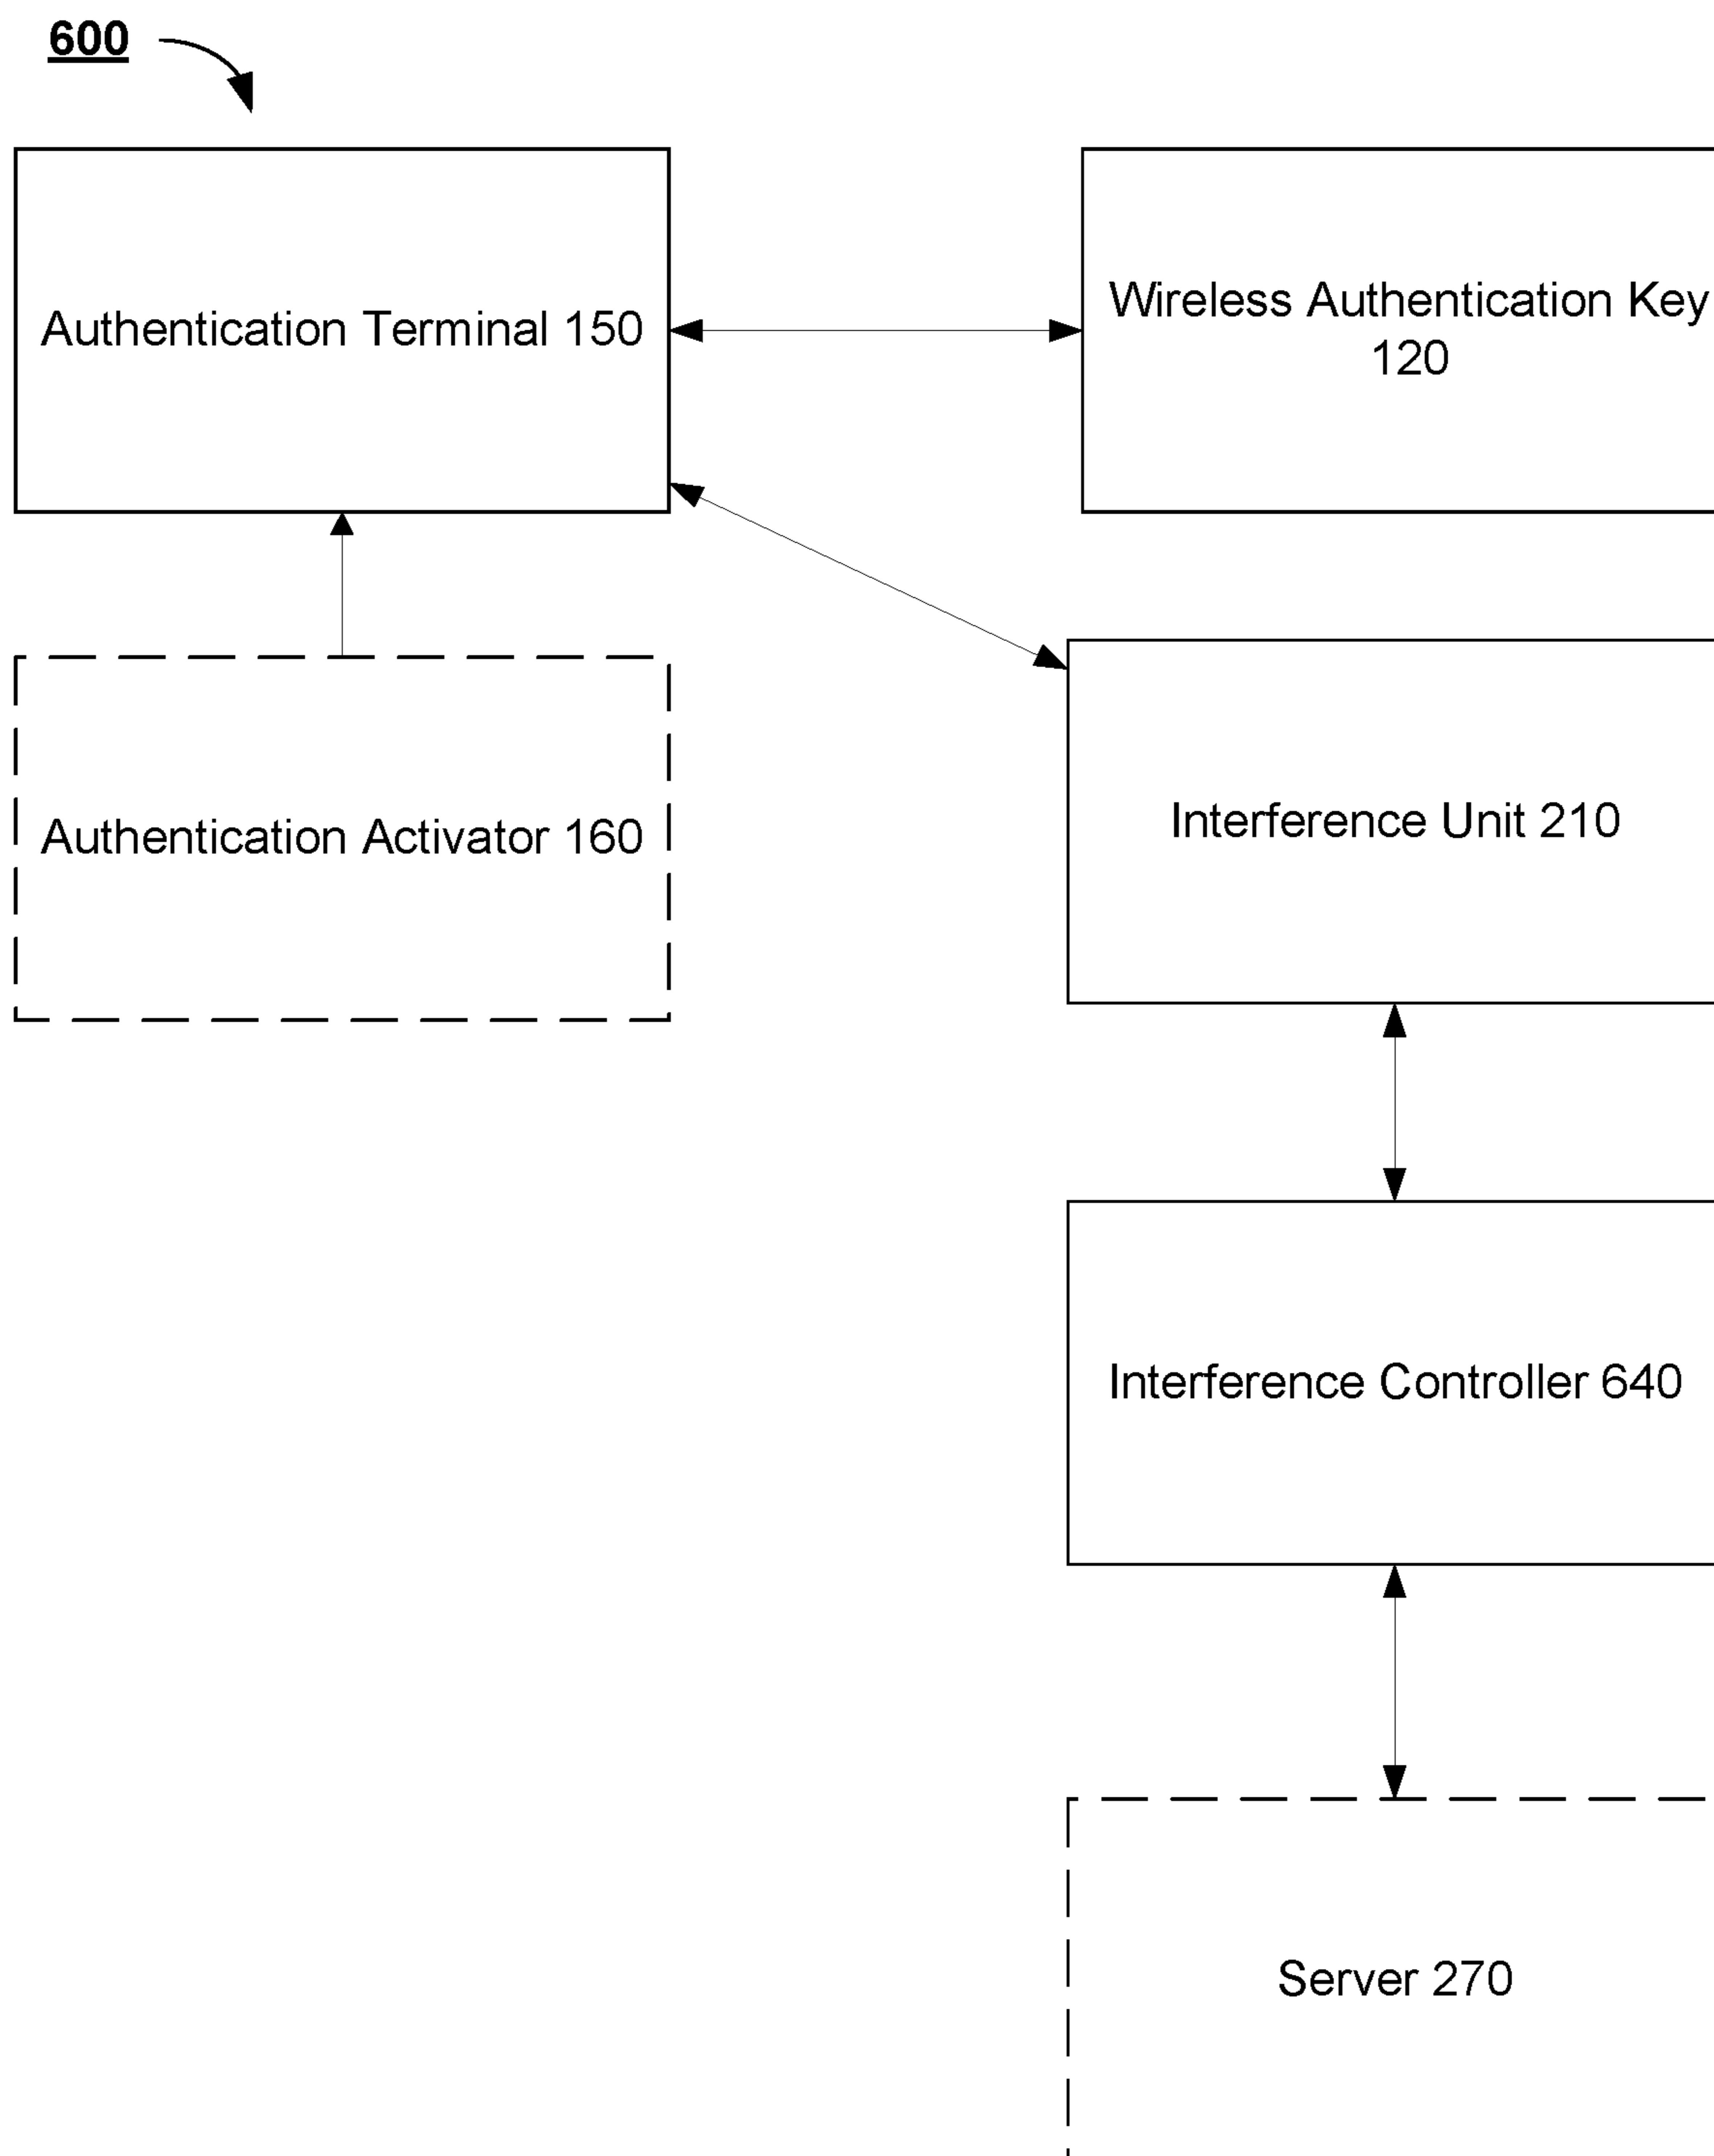 600
Authentication Terminal 150
Wireless Authentication Key
120
Authentication Activator 160
Interference Unit 210
Interference Controller 640
Server 270